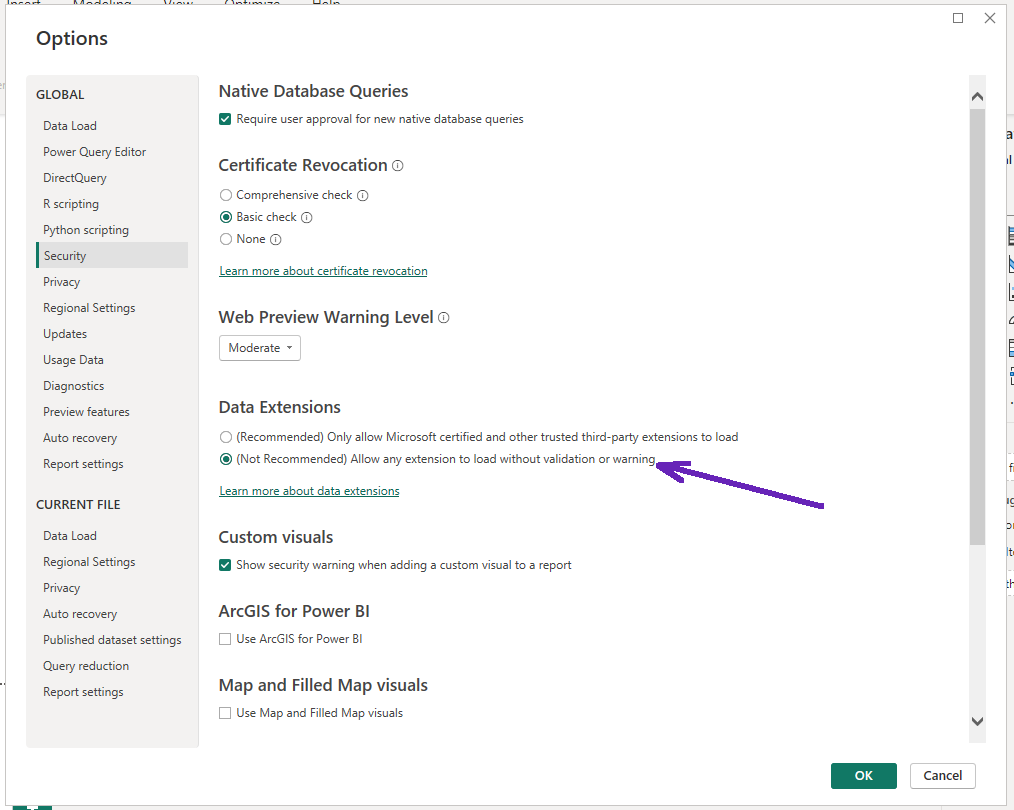 Insert Modeling View Optimize Help
Options
GLOBAL
Data Load
Power Query Editor
DirectQuery
R scripting
Python scripting
Security
Privacy
Regional Settings
Updates
Usage Data
Diagnostics
Preview features
Auto recovery
Report settings
CURRENT FILE
Data Load
Regional Settings
Privacy
Auto recovery
Published dataset settings
Query reduction
Report settings
Native Database Queries
Require user approval for new native database queries
Certificate Revocation
Comprehensive check
Basic check
None
Learn more about certificate revocation
Web Preview Warning Level
Moderate
Data Extensions
(Recommended) Only allow Microsoft certified and other trusted third-party extensions to load
(Not Recommended) Allow any extension to load without validation or warning
Learn more about data extensions
Custom visuals
Show security warning when adding a custom visual to a report
ArcGIS for Power BI
Use ArcGIS for Power BI
Map and Filled Map visuals
Use Map and Filled Map visuals
OK
Cancel